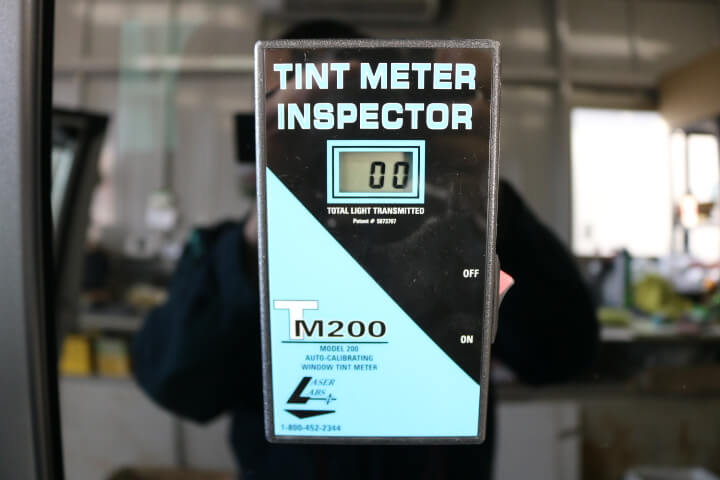 TINT METER
INSPECTOR
00
TOTAL LIGHT TRANSMITTED
Patent # 5073767
OFF
TM200
ON
MODEL 200
AUTO-CALIBRATING
WINDOW TINT METER
LASER
LABS
1-800-452-2344